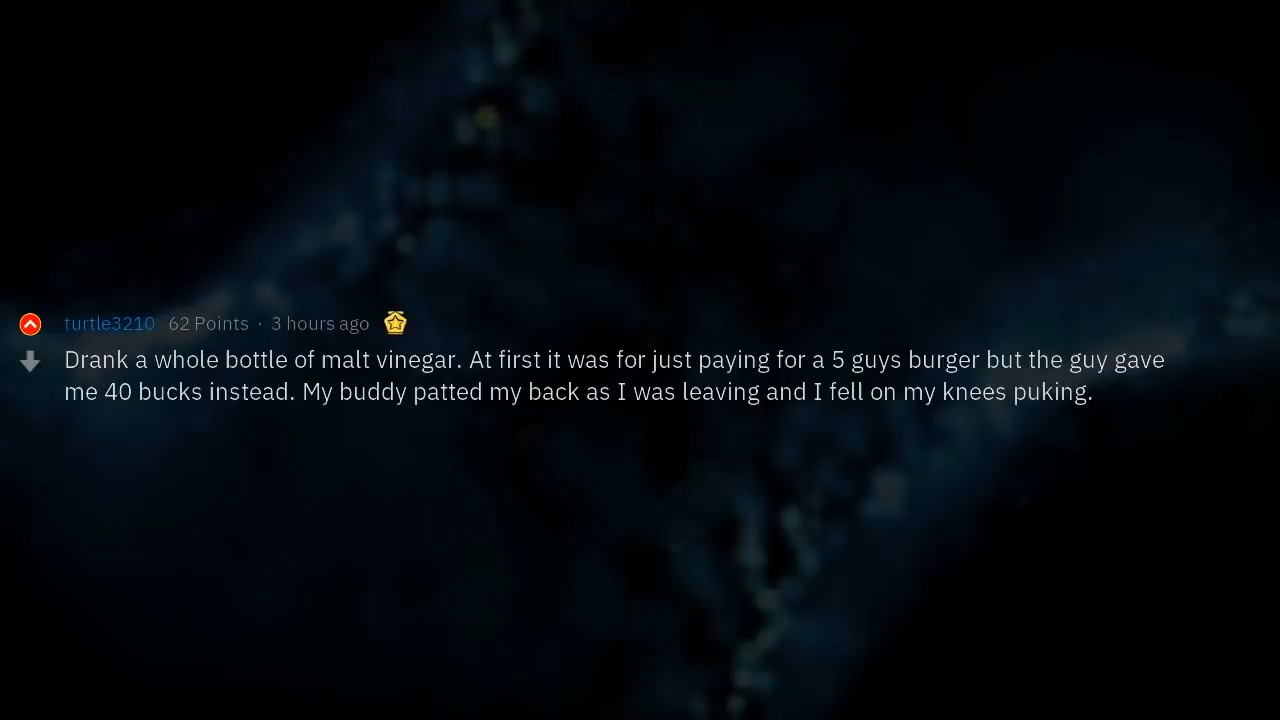 turtle3210 62 Points · 3 hours ago
Drank a whole bottle of malt vinegar. At first it was for just paying for a 5 guys burger but the guy gave
me 40 bucks instead. My buddy patted my back as I was leaving and I fell on my knees puking.